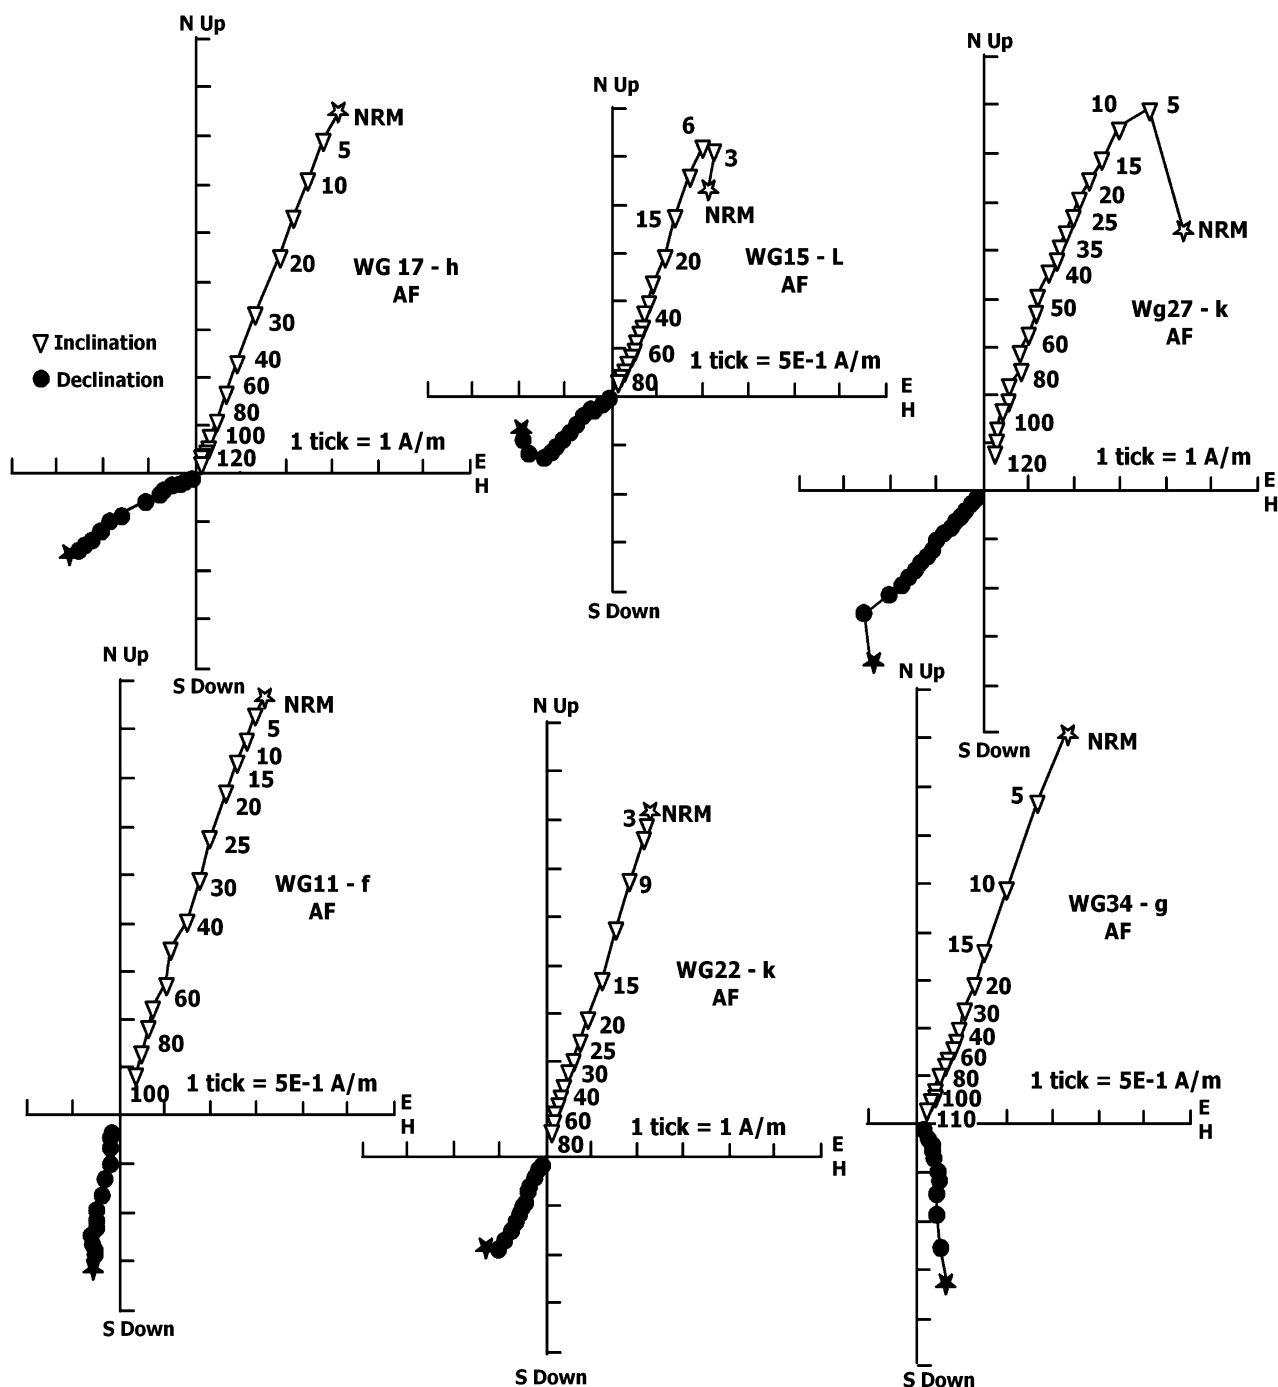 N Up
NRM
5
10
20
30
40
60
80
100
120
WG 17 - h
AF
Inclination
Declination
1 tick = 1 A/m
E
H
S Down
N Up
6
3
NRM
15
20
40
60
80
WG15 - L
AF
1 tick = 5E-1 A/m
E
H
S Down
N Up
10
5
15
NRM
20
25
35
40
50
60
80
100
120
Wg27 - k
AF
1 tick = 1 A/m
E
H
S Down
N Up
NRM
5
10
15
20
25
30
40
60
80
100
WG11 - f
AF
1 tick = 5E-1 A/m
E
H
S Down
N Up
3
NRM
9
15
20
25
30
40
60
80
WG22 - k
AF
1 tick = 1 A/m
E
H
S Down
N Up
NRM
5
10
15
20
30
40
60
80
100
110
WG34 - g
AF
1 tick = 5E-1 A/m
E
H
S Down